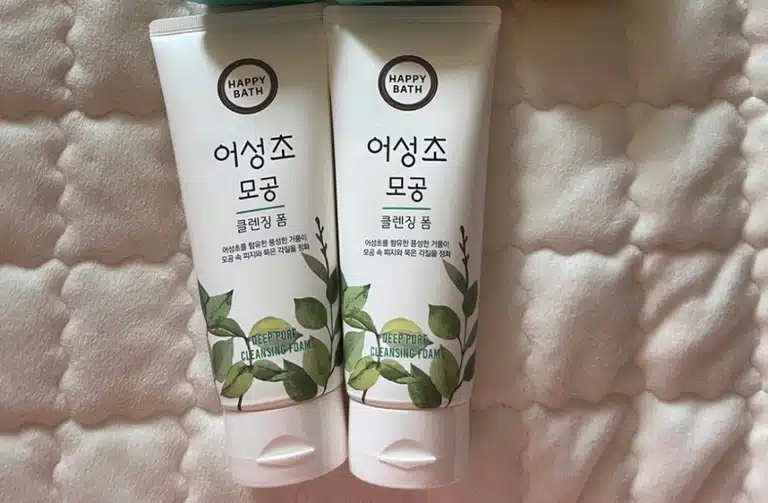 HAPPY
BATH
어성초
모공
클렌징 폼
어성초를 함유한 풍성한 거품이
모공 속 피지와 묵은 각질을 정화
DEEP PORE
CLEANSING FOAM
HAPPY
BATH
어성초
모공
클렌징 폼
어성초를 함유한 풍성한 거품이
모공 속 피지와 묵은 각질을 정화
DEEP PORE
CLEANSING FOAM